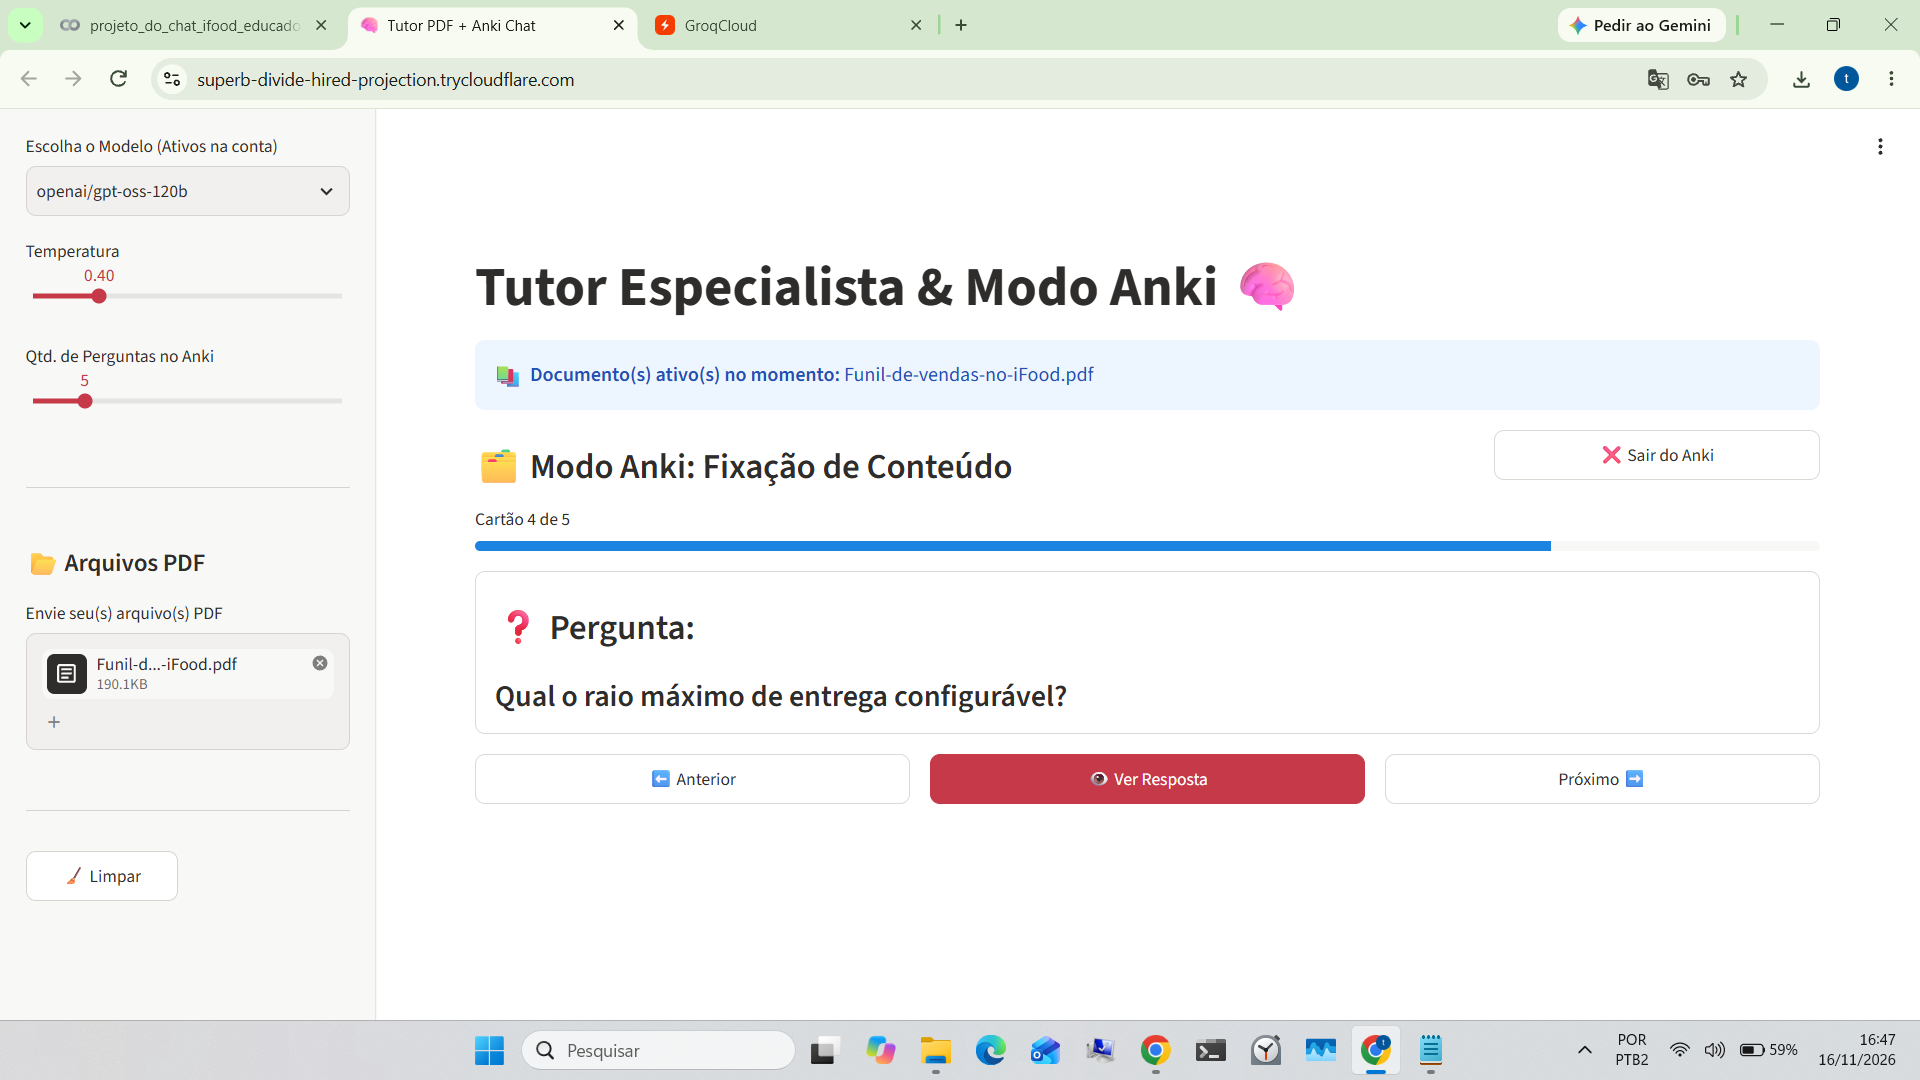 projeto_do_chat_ifood_educado
Tutor PDF + Anki Chat
GroqCloud
Pedir ao Gemini
superb-divide-hired-projection.trycloudflare.com
t
Escolha o Modelo (Ativos na conta)
openai/gpt-oss-120b
Temperatura
0.40
Qtd. de Perguntas no Anki
5
Arquivos PDF
Envie seu(s) arquivo(s) PDF
Funil-d...-iFood.pdf
190.1KB
Limpar
Tutor Especialista & Modo Anki
Documento(s) ativo(s) no momento: Funil-de-vendas-no-iFood.pdf
Modo Anki: Fixação de Conteúdo
Sair do Anki
Cartão 4 de 5
Pergunta:
Qual o raio máximo de entrega configurável?
Anterior
Ver Resposta
Próximo
Pesquisar
POR
PTB2
59%
16:47
16/11/2026